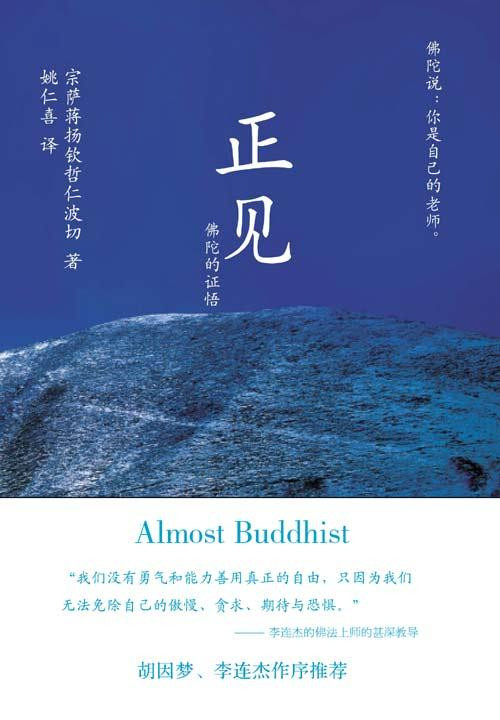 佛陀说：你是自己的老师。
正见
佛陀的证悟
宗萨蒋扬钦哲仁波切 著
姚仁喜 译
Almost Buddhist
“我们没有勇气和能力善用真正的自由，只因为我们
无法免除自己的傲慢、贪求、期待与恐惧。”
—— 李连杰的佛法上师的甚深教导
胡因梦、李连杰作序推荐